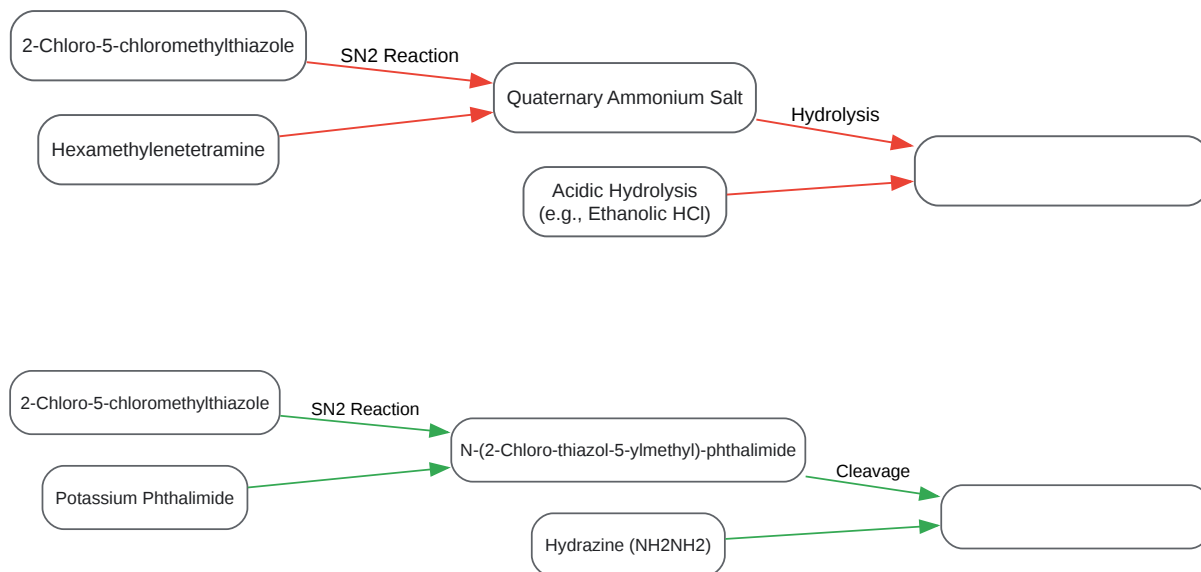 2-Chloro-5-chloromethylthiazole
SN2 Reaction
Quaternary Ammonium Salt
Hydrolysis
Hexamethylenetetramine
Acidic Hydrolysis
(e.g., Ethanolic HCl)
2-Chloro-5-chloromethylthiazole
SN2 Reaction
N-(2-Chloro-thiazol-5-ylmethyl)-phthalimide
Cleavage
Potassium Phthalimide
Hydrazine (NH2NH2)